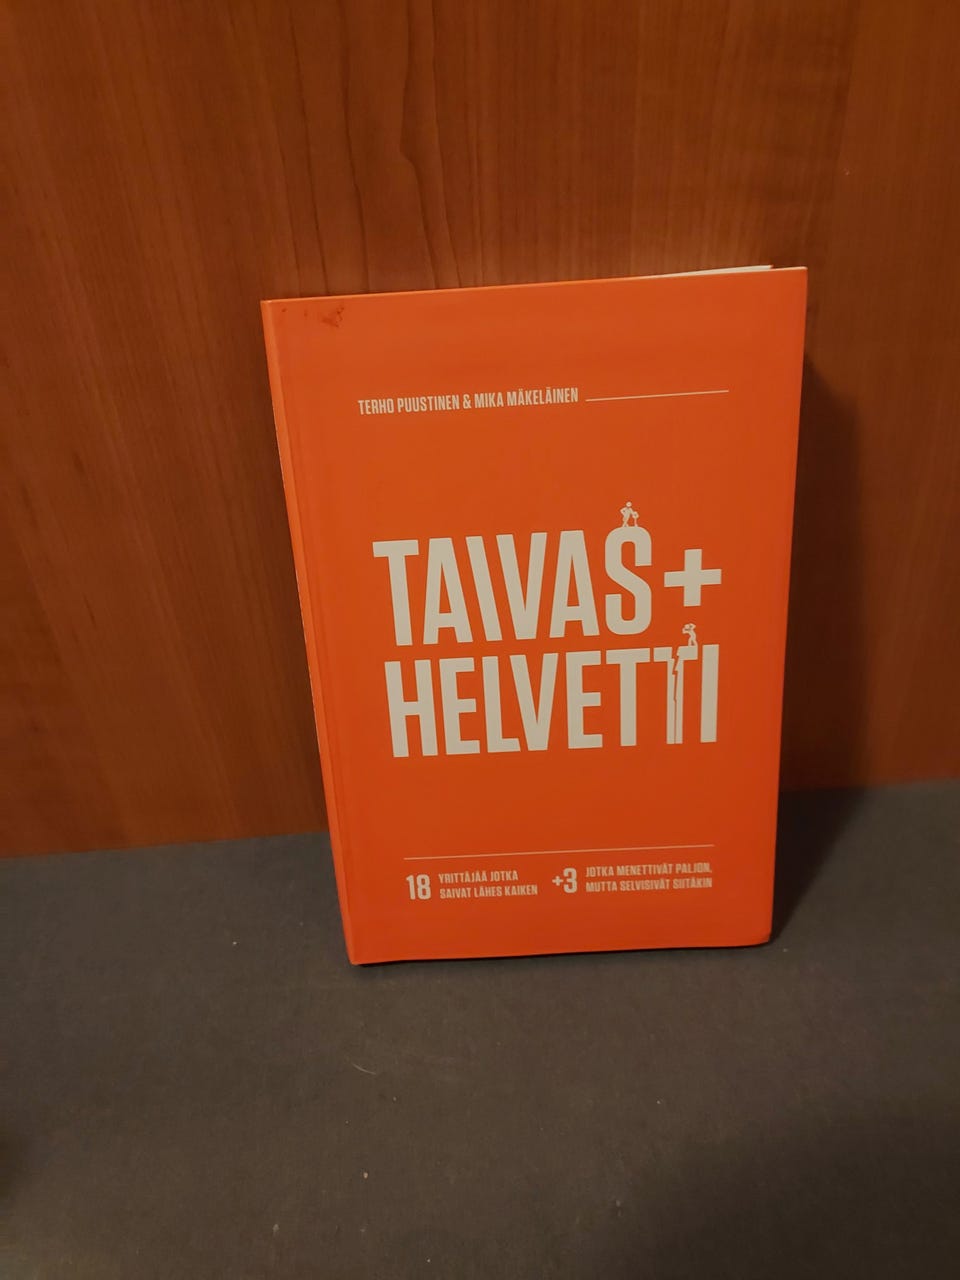 TERHO PUUSTINEN & MIKA MÄKELÄINEN
TAIVAS +
HELVETTI
18 YRITTÄJÄÄ JOTKA
SAIVAT LÄHES KAIKEN
+3 JOTKA MENETTIVÄT PALJON,
MUTTA SELVISIVÄT SIITÄKIN